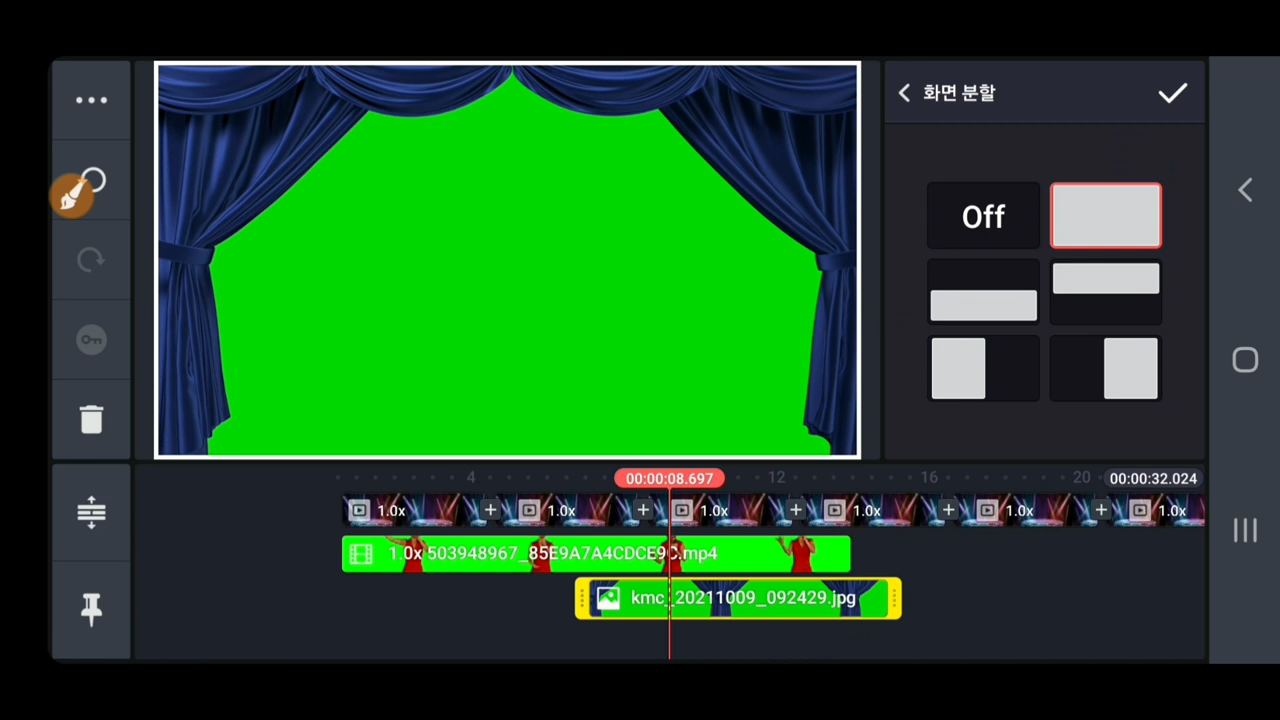 화면 분할
Off
4 00:00:08.697 12 16 20 00:00:32.024
1.0x 1.0x 1.0x 1.0x 1.0x 1.0x
1.0x 503948967_85E9A7A4CDCE9C.mp4
kmc_20211009_092429.jpg